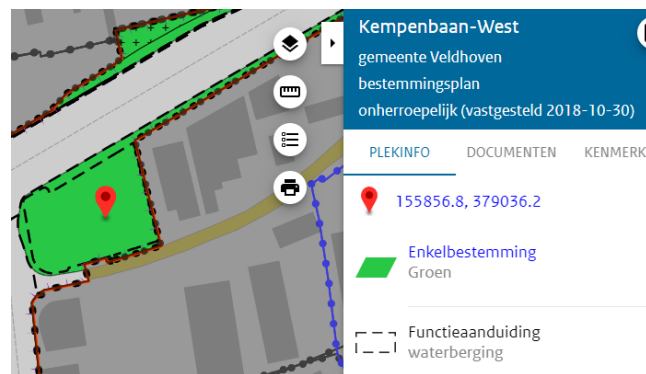 Kempenbaan-West
gemeente Veldhoven
bestemmingsplan
onherroepelijk (vastgesteld 2018-10-30)
PLEKINFO DOCUMENTEN KENMERK
155856.8, 379036.2
Enkelbestemming
Groen
Functieaanduiding
waterberging